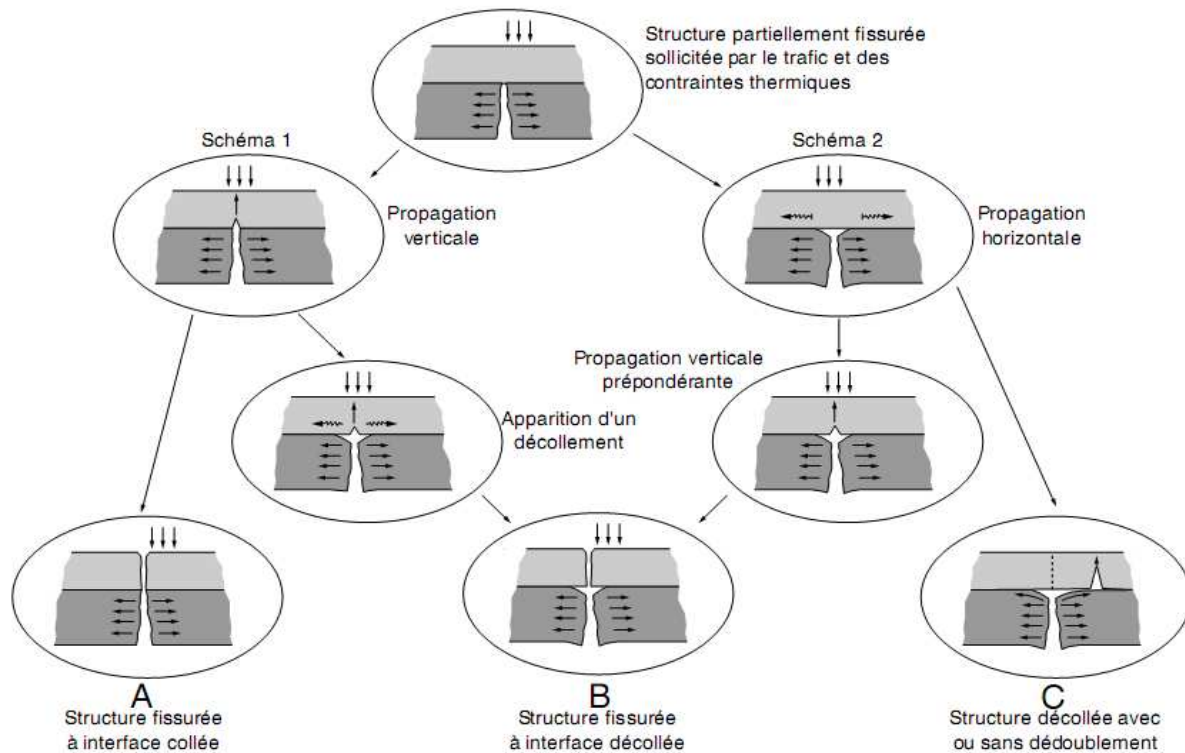 Structure partiellement fissurée
sollicitée par le trafic et des
contraintes thermiques
Schéma 1
Schéma 2
Propagation
verticale
Propagation
horizontale
Propagation verticale
prépondérante
Apparition d'un
décollement
A
Structure fissurée
à interface collée
B
Structure fissurée
à interface décollée
C
Structure décollée avec
ou sans dédoublement